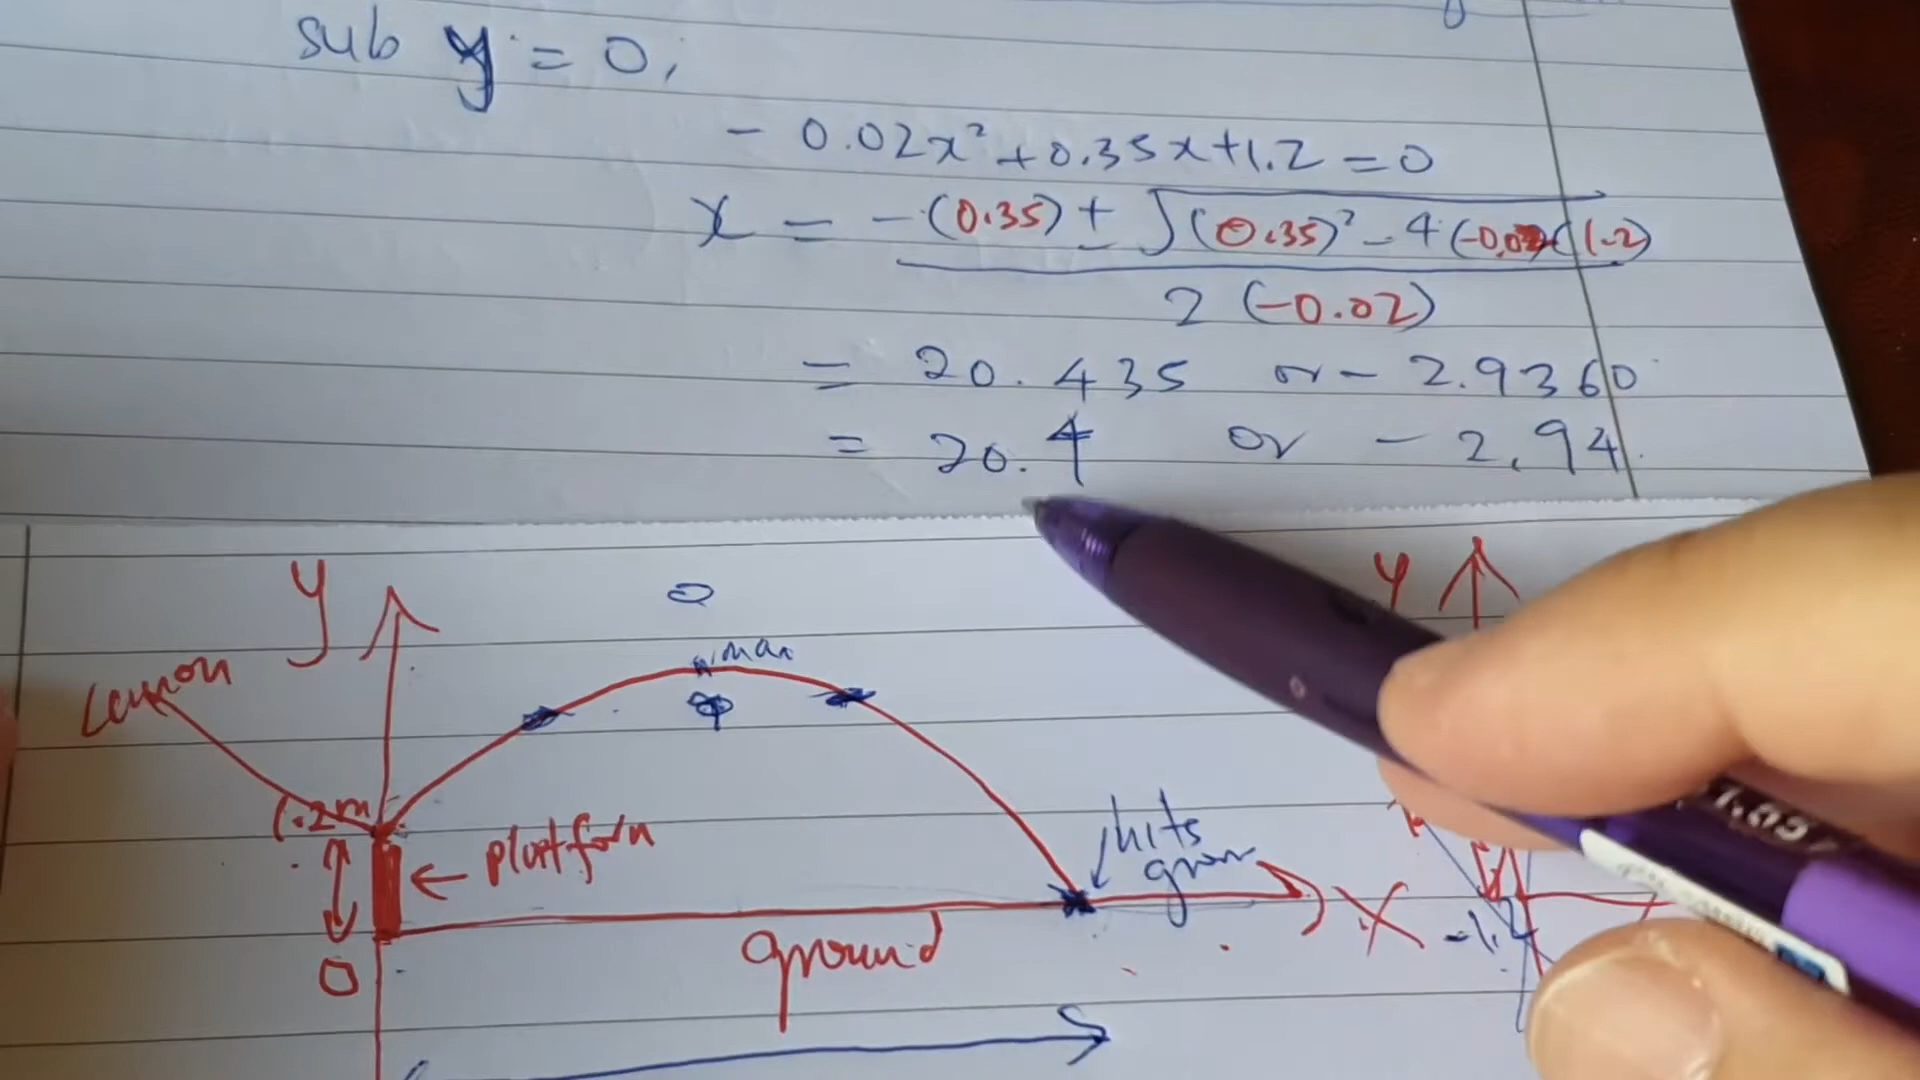 sub y = 0,
- 0.02x² + 0.35x + 1.2 = 0
x = -(0.35) ± √(0.35)² - 4(-0.02)(1.2)
2 (-0.02)
= 20.435 or - 2.9360
= 20.4 or - 2.94
y
y
max
1.2m
platform
hits
x
ground
0